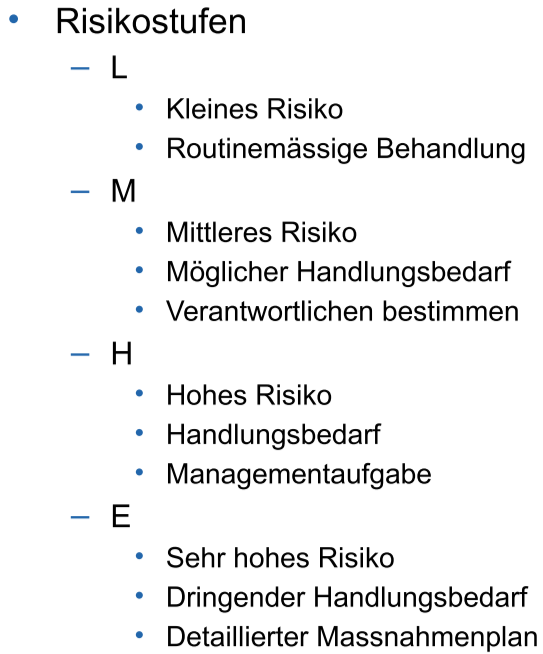 • Risikostufen
– L
• Kleines Risiko
• Routinemässige Behandlung
– M
• Mittleres Risiko
• Möglicher Handlungsbedarf
• Verantwortlichen bestimmen
– H
• Hohes Risiko
• Handlungsbedarf
• Managementaufgabe
– E
• Sehr hohes Risiko
• Dringender Handlungsbedarf
• Detaillierter Massnahmenplan